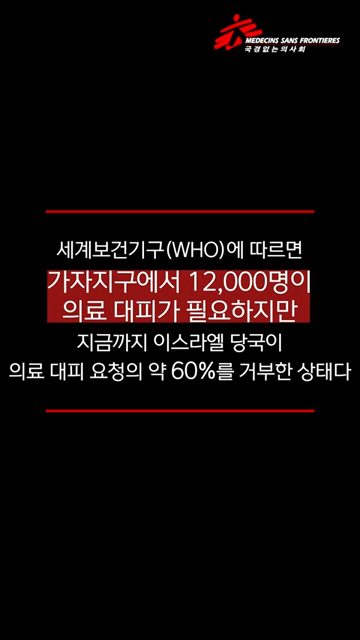 MEDECINS SANS FRONTIERES
국경없는의사회
세계보건기구(WHO)에 따르면
가자지구에서 12,000명이
의료 대피가 필요하지만
지금까지 이스라엘 당국이
의료 대피 요청의 약 60%를 거부한 상태다